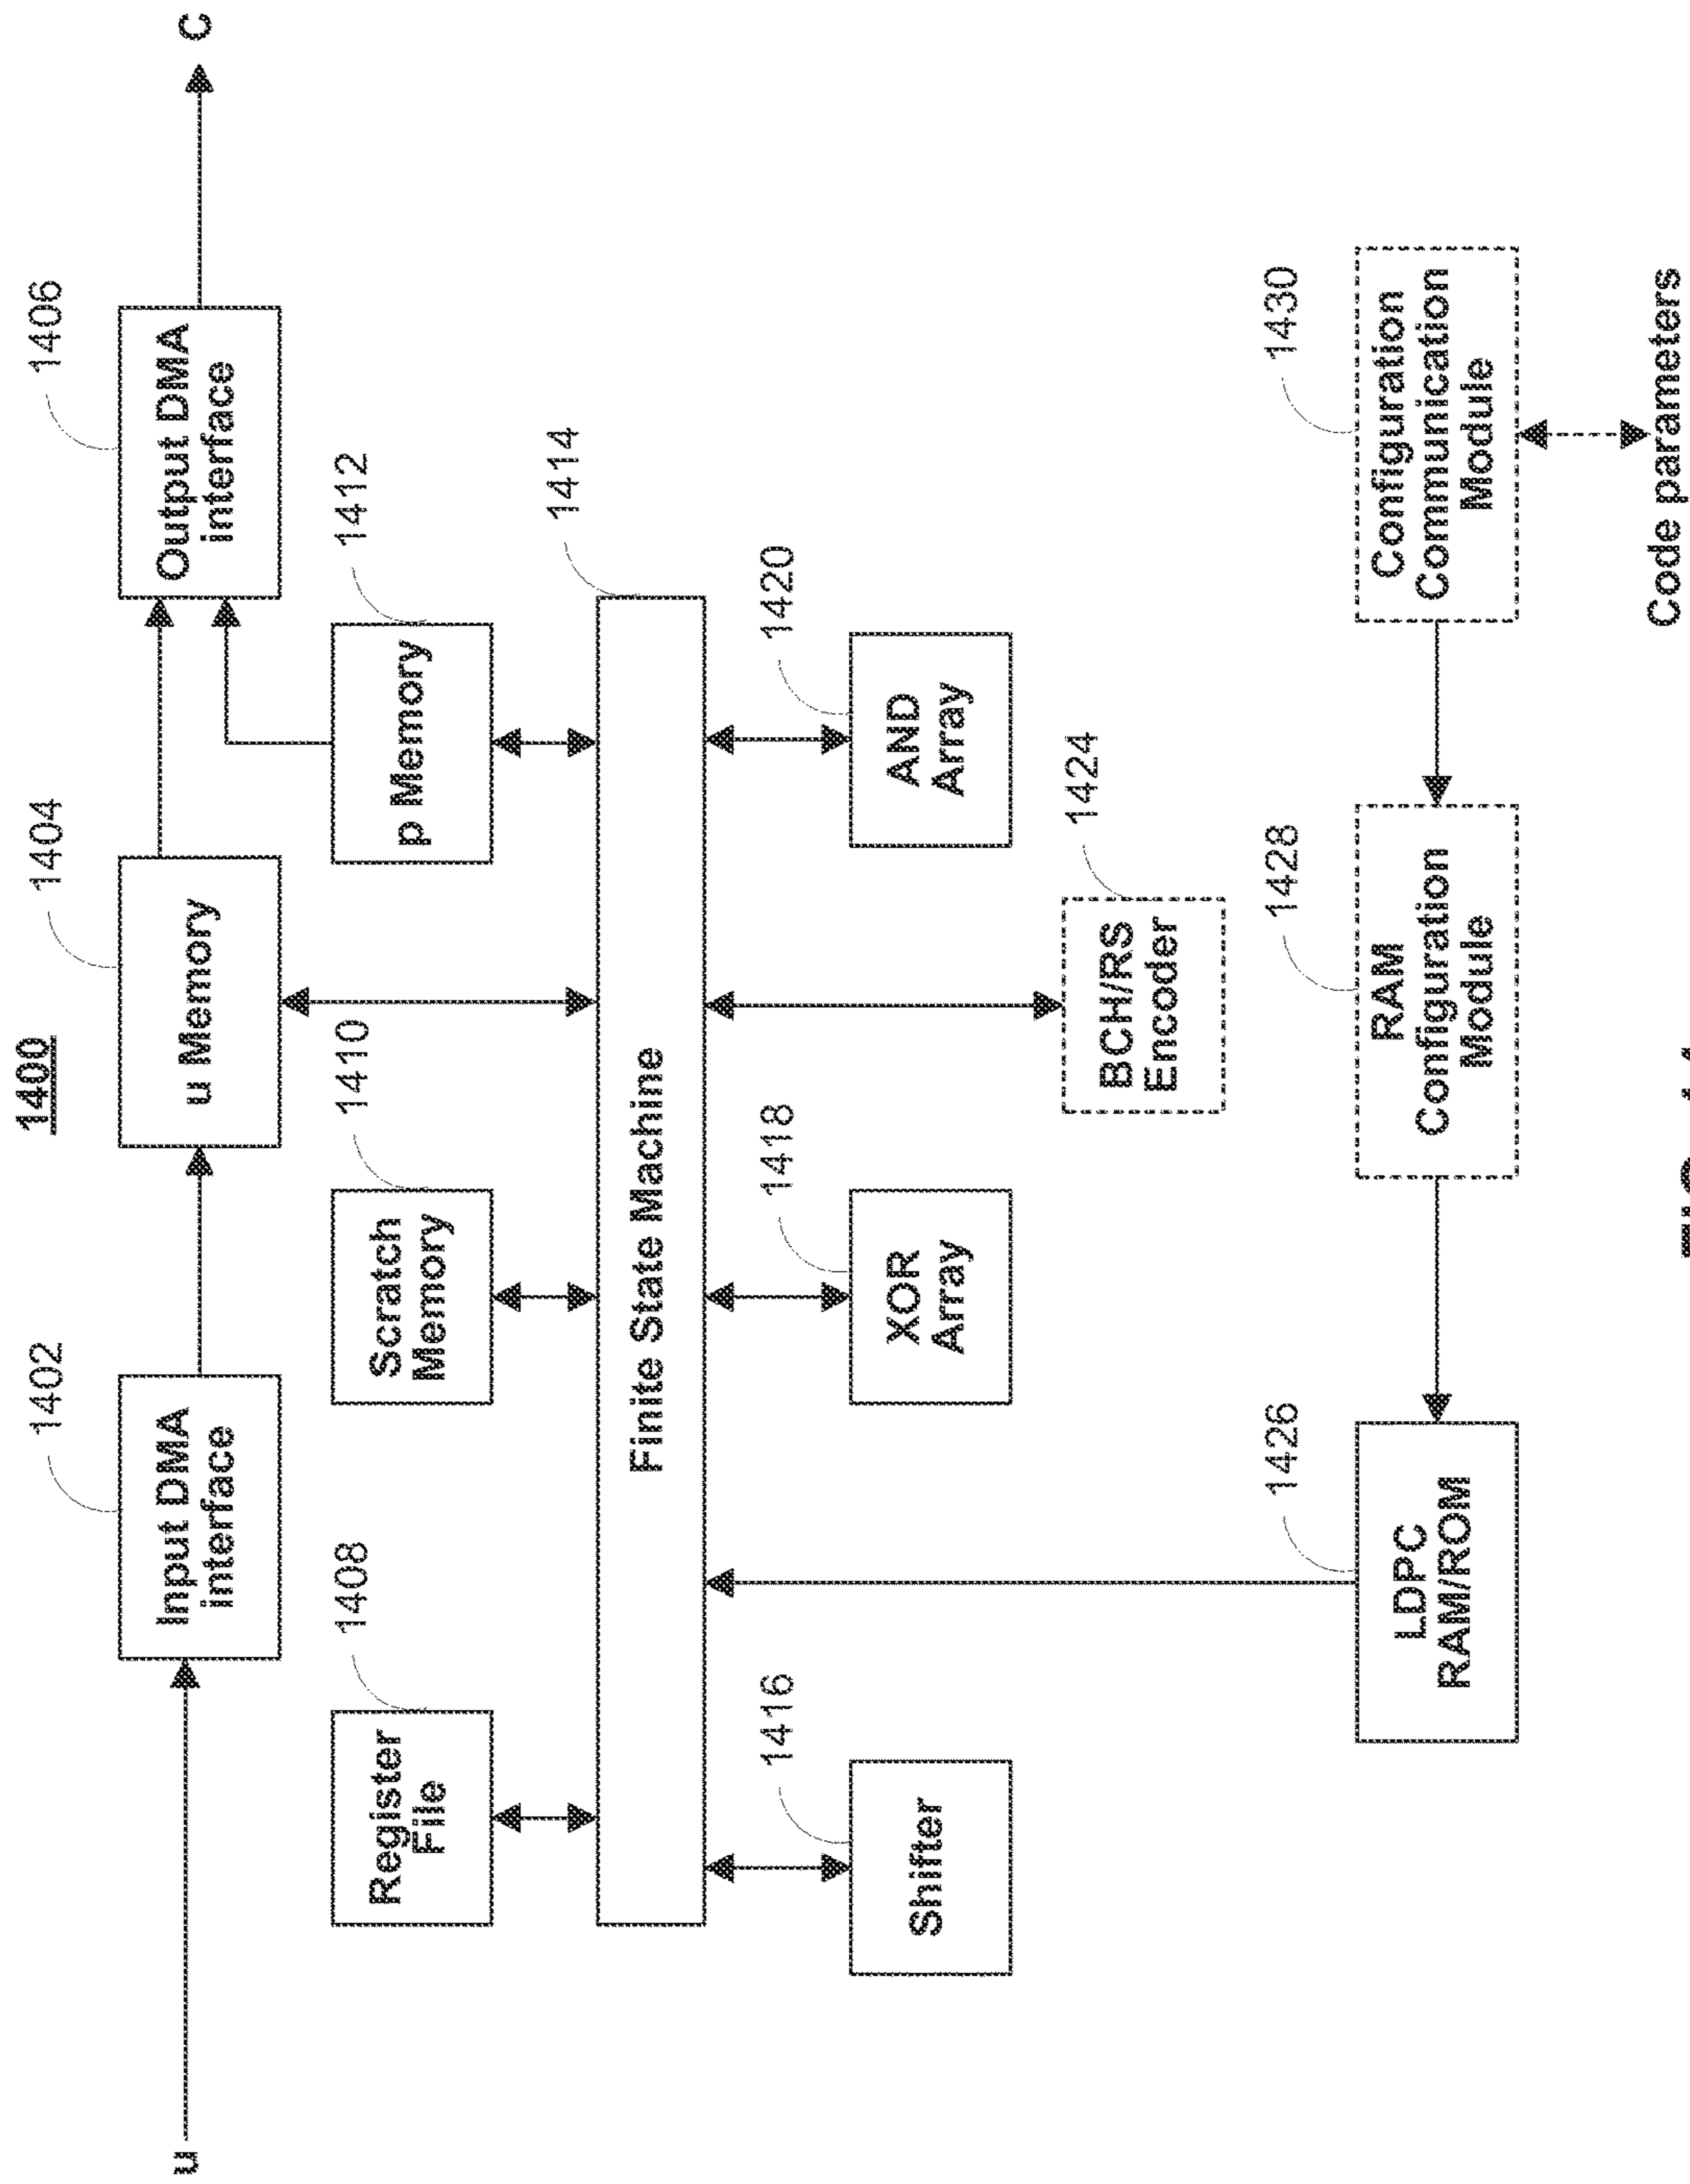 1400
1402
1404
1406
u
Input DMA
interface
u Memory
Output DMA
interface
C
1408
1410
1412
Register
File
Scratch
Memory
p Memory
1414
Finite State Machine
1416
1418
1420
Shifter
XOR
Array
AND
Array
1424
BCH/RS
Encoder
1426
1428
1430
LDPC
RAM/ROM
RAM
Configuration
Module
Configuration
Communication
Module
Code parameters